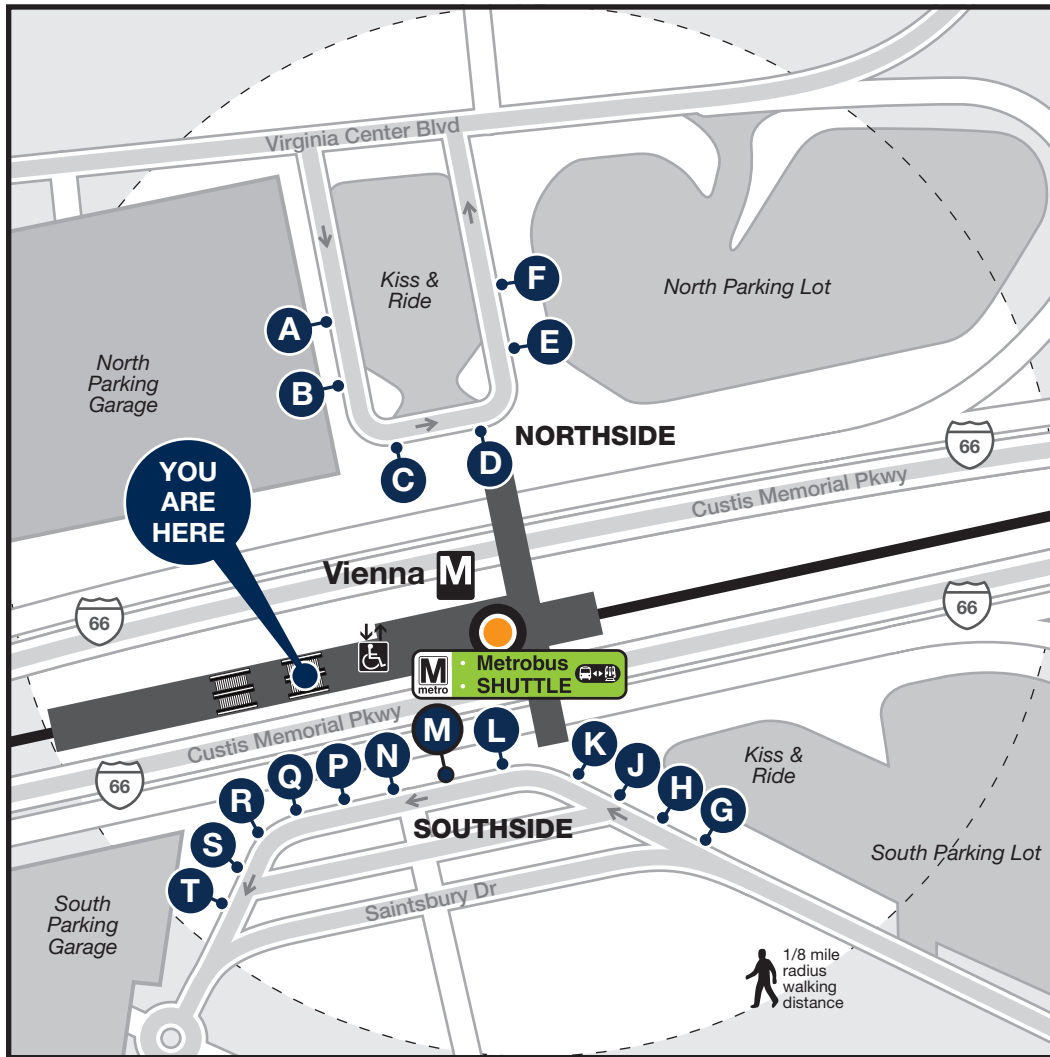 Virginia Center Blvd
Kiss &
Ride
North Parking Lot
F
A
E
North
Parking
Garage
B
NORTHSIDE
66
D
C
YOU
ARE
HERE
Custis Memorial Pkwy
Vienna M
66
66
M
metro
• Metrobus
• SHUTTLE
Custis Memorial Pkwy
M
L
K
Kiss &
Ride
66
N
P
Q
J
H
G
R
SOUTHSIDE
S
South Parking Lot
T
Saintsbury Dr
South
Parking
Garage
1/8 mile
radius
walking
distance